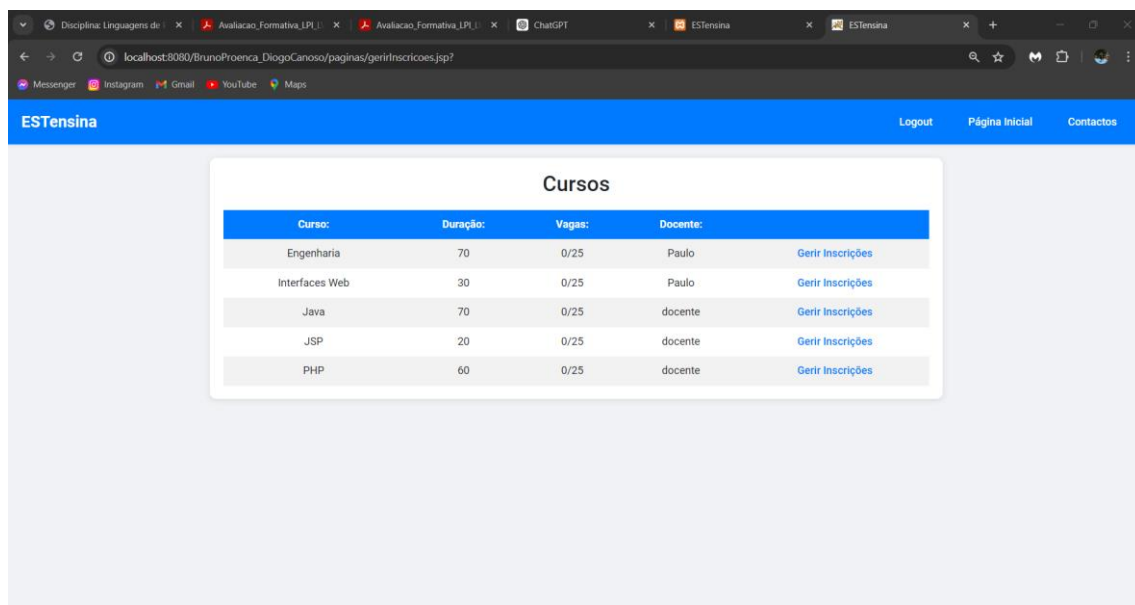 Disciplina: Linguagens de
Avaliacao_Formativa_LPI_L
Avaliacao_Formativa_LPI_L
ChatGPT
ESTensina
ESTensina
localhost:8080/BrunoProenca_DiogoCanoso/paginas/gerirInscricoes.jsp?
Messenger Instagram Gmail YouTube Maps
ESTensina Logout Página Inicial Contactos
Cursos
Curso: Duração: Vagas: Docente:
Engenharia 70 0/25 Paulo Gerir Inscrições
Interfaces Web 30 0/25 Paulo Gerir Inscrições
Java 70 0/25 docente Gerir Inscrições
JSP 20 0/25 docente Gerir Inscrições
PHP 60 0/25 docente Gerir Inscrições